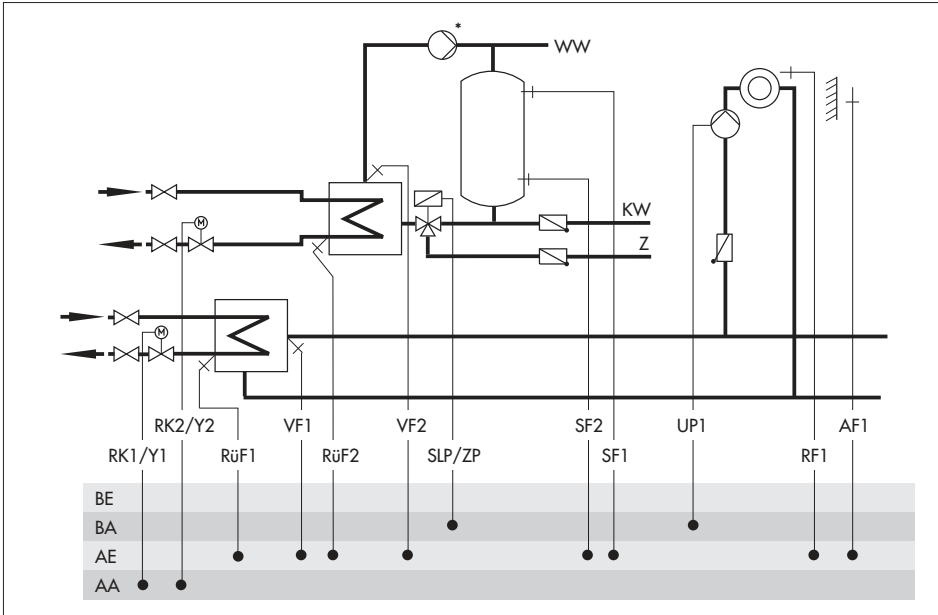 *
WW
KW
M
Z
M
RK2/Y2 VF1 VF2 SF2 UP1 AF1
RK1/Y1 RüF1 RüF2 SLP/ZP SF1 RF1
BE
BA
AE
AA